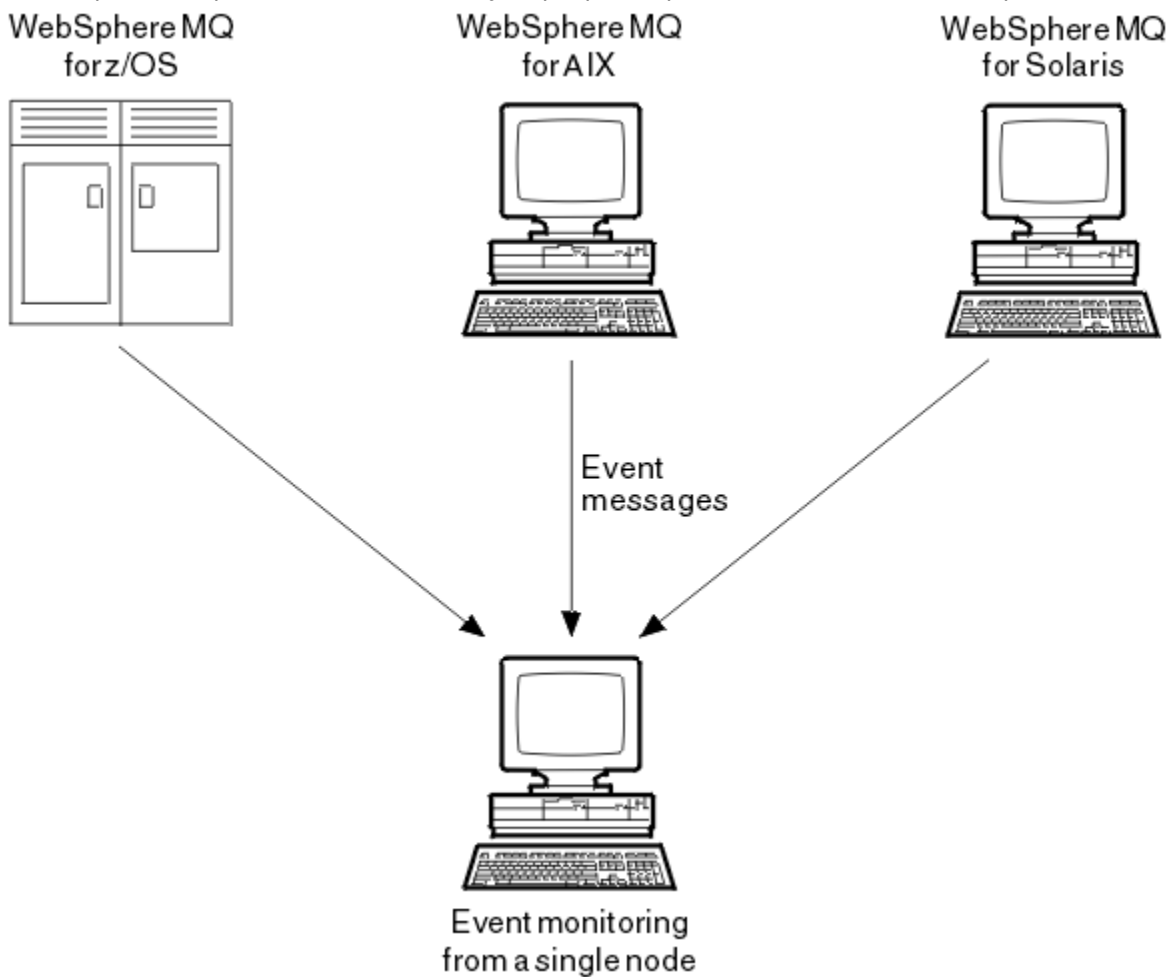 WebSphere MQ
for z/OS
WebSphere MQ
for AIX
WebSphere MQ
for Solaris
Event
messages
Event monitoring
from a single node